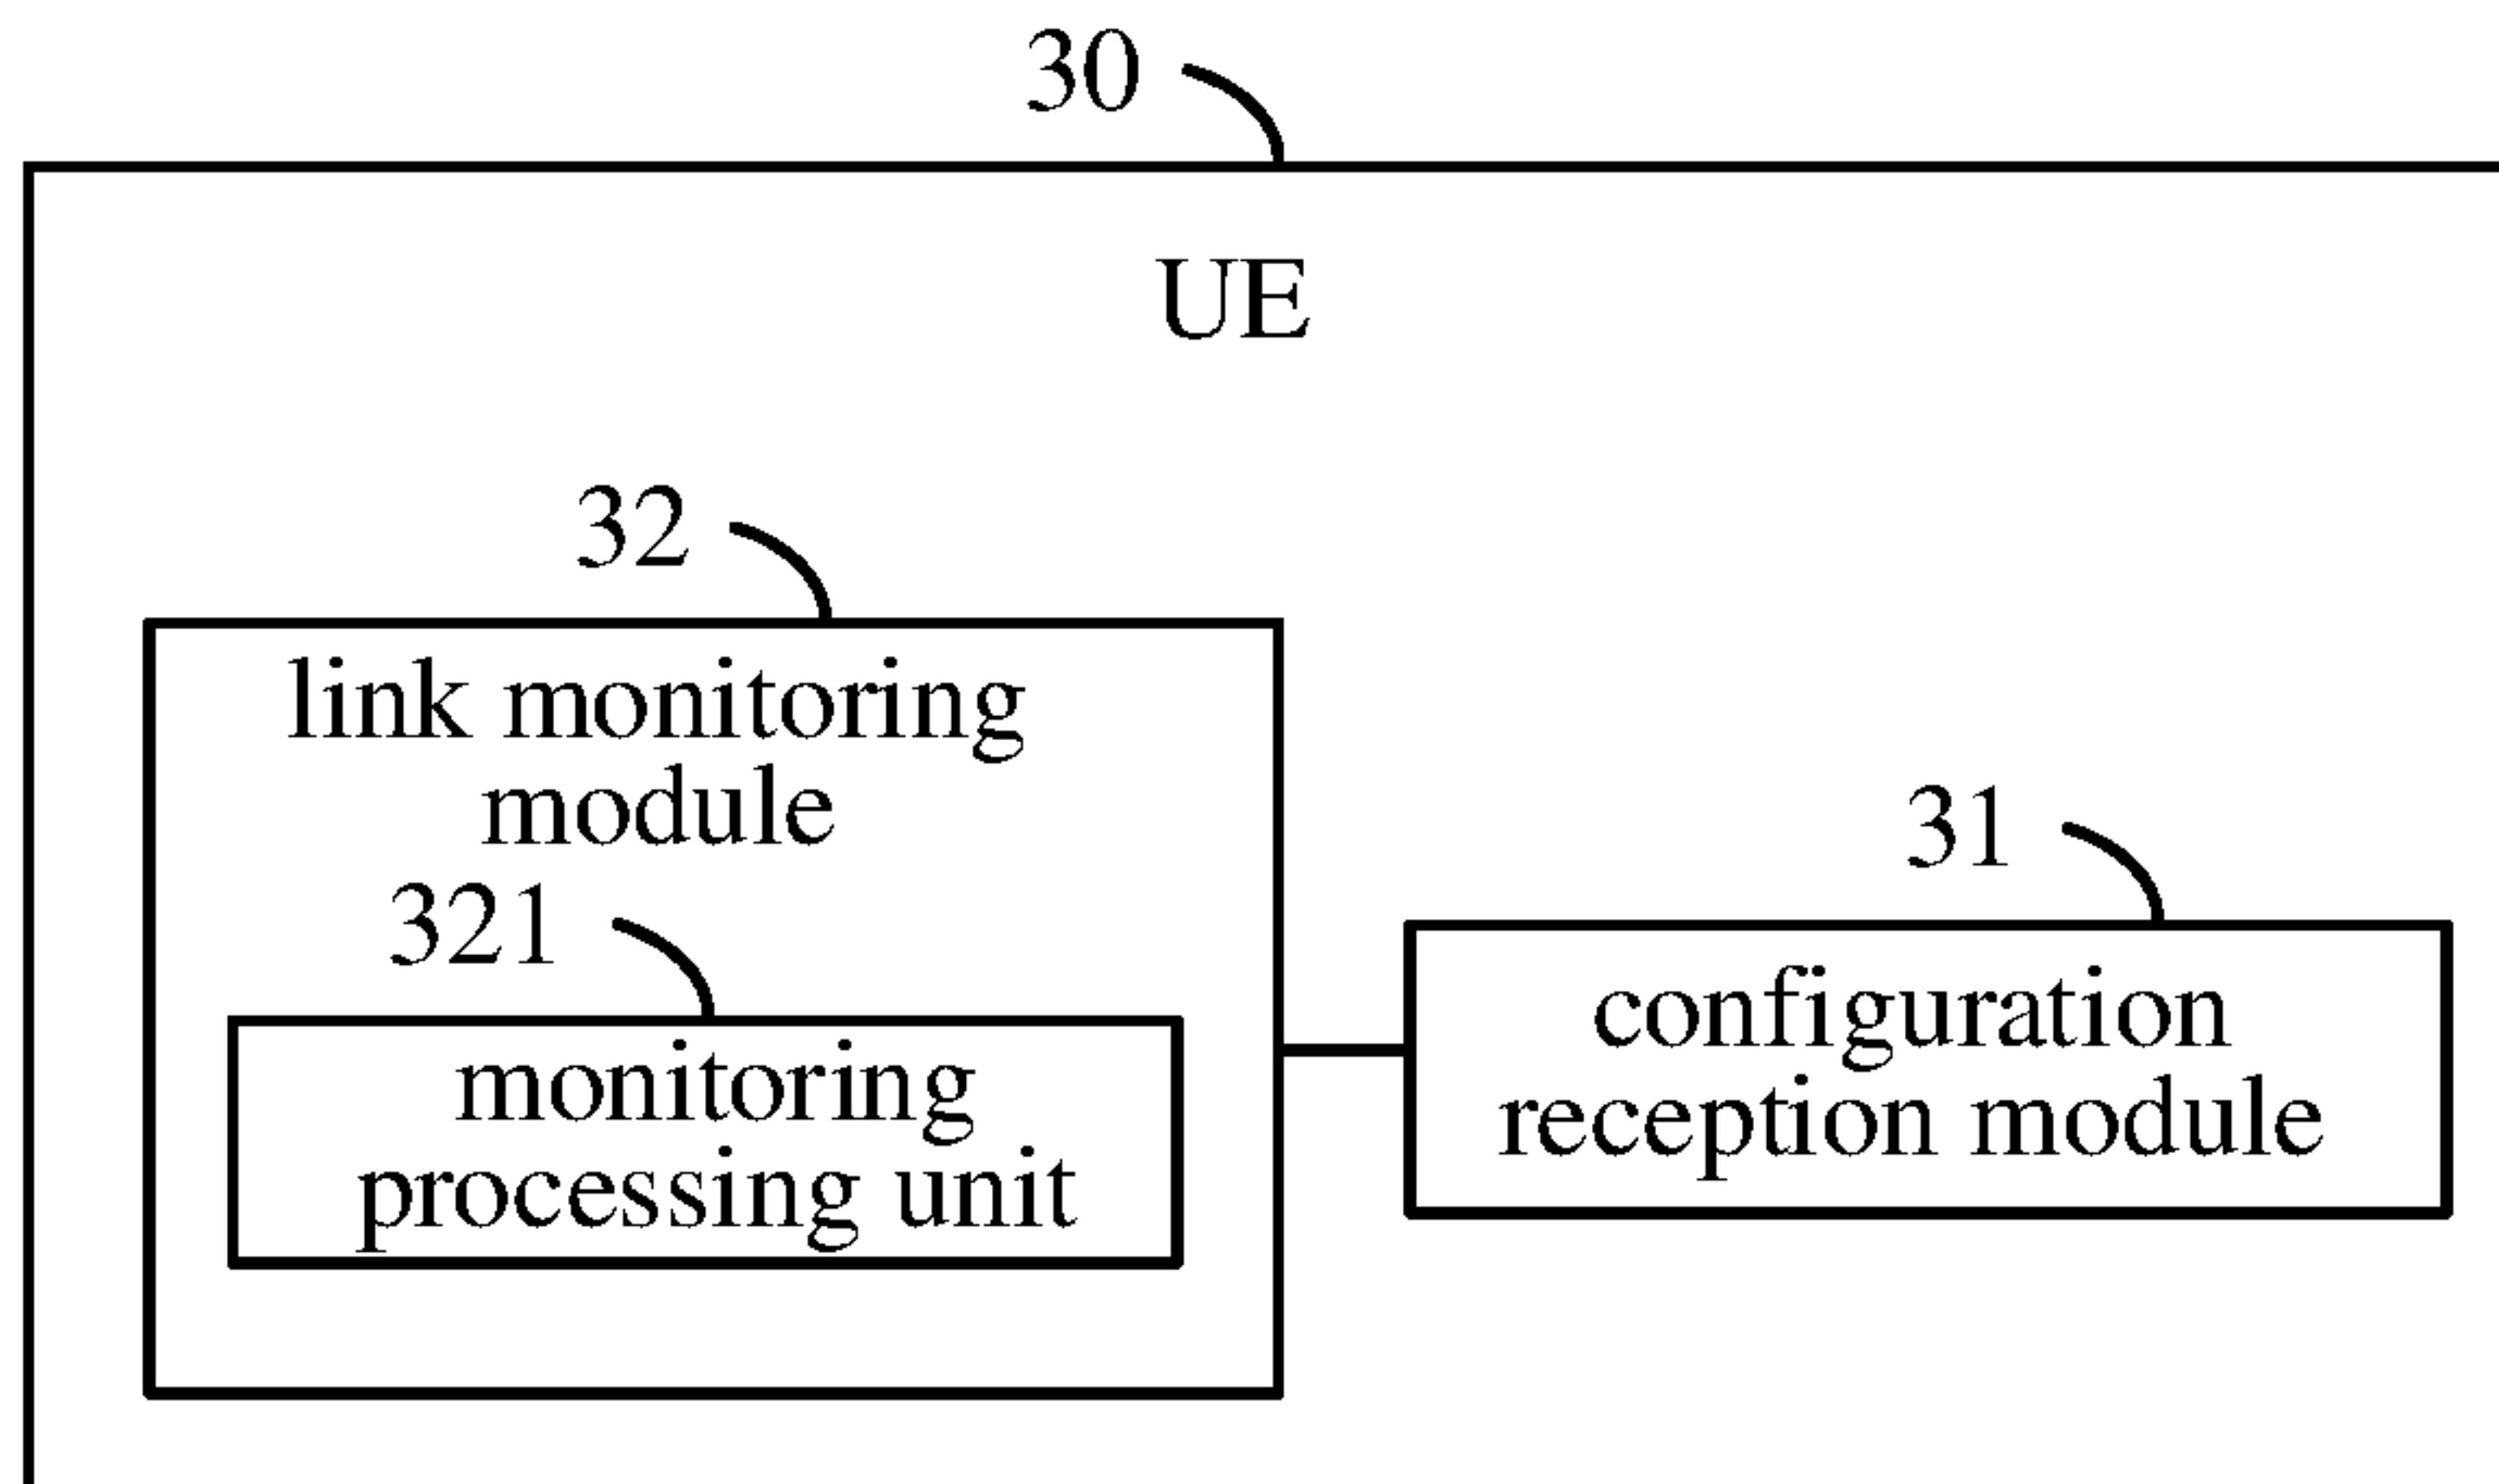 30
UE
32
link monitoring
module
321
monitoring
processing unit
31
configuration
reception module